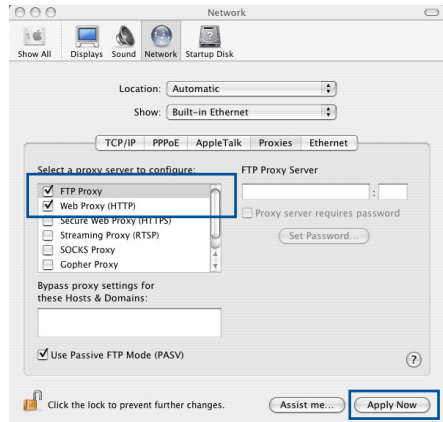 Network
Show All Displays Sound Network Startup Disk
Location: Automatic
Show: Built-in Ethernet
TCP/IP PPPoE AppleTalk Proxies Ethernet
Select a proxy server to configure: FTP Proxy Server
FTP Proxy :
Web Proxy (HTTP) Proxy server requires password
Secure Web Proxy (HTTPS)
Streaming Proxy (RTSP) Set Password...
SOCKS Proxy
Gopher Proxy
Bypass proxy settings for
these Hosts & Domains:
Use Passive FTP Mode (PASV) ?
Click the lock to prevent further changes. Assist me... Apply Now